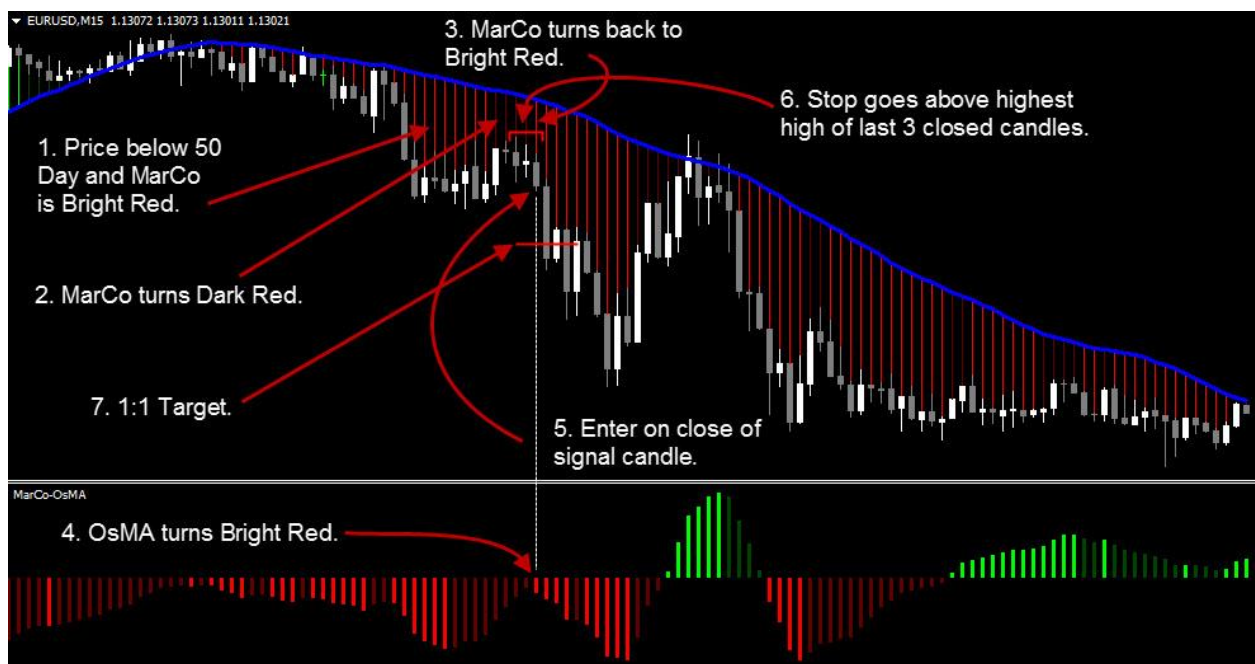 EURUSD,M15 1.13072 1.13073 1.13011 1.13021
3. MarCo turns back to
Bright Red.
6. Stop goes above highest
high of last 3 closed candles.
1. Price below 50
Day and MarCo
is Bright Red.
2. MarCo turns Dark Red.
7. 1:1 Target.
5. Enter on close of
signal candle.
MarCo-OsMA
4. OsMA turns Bright Red.